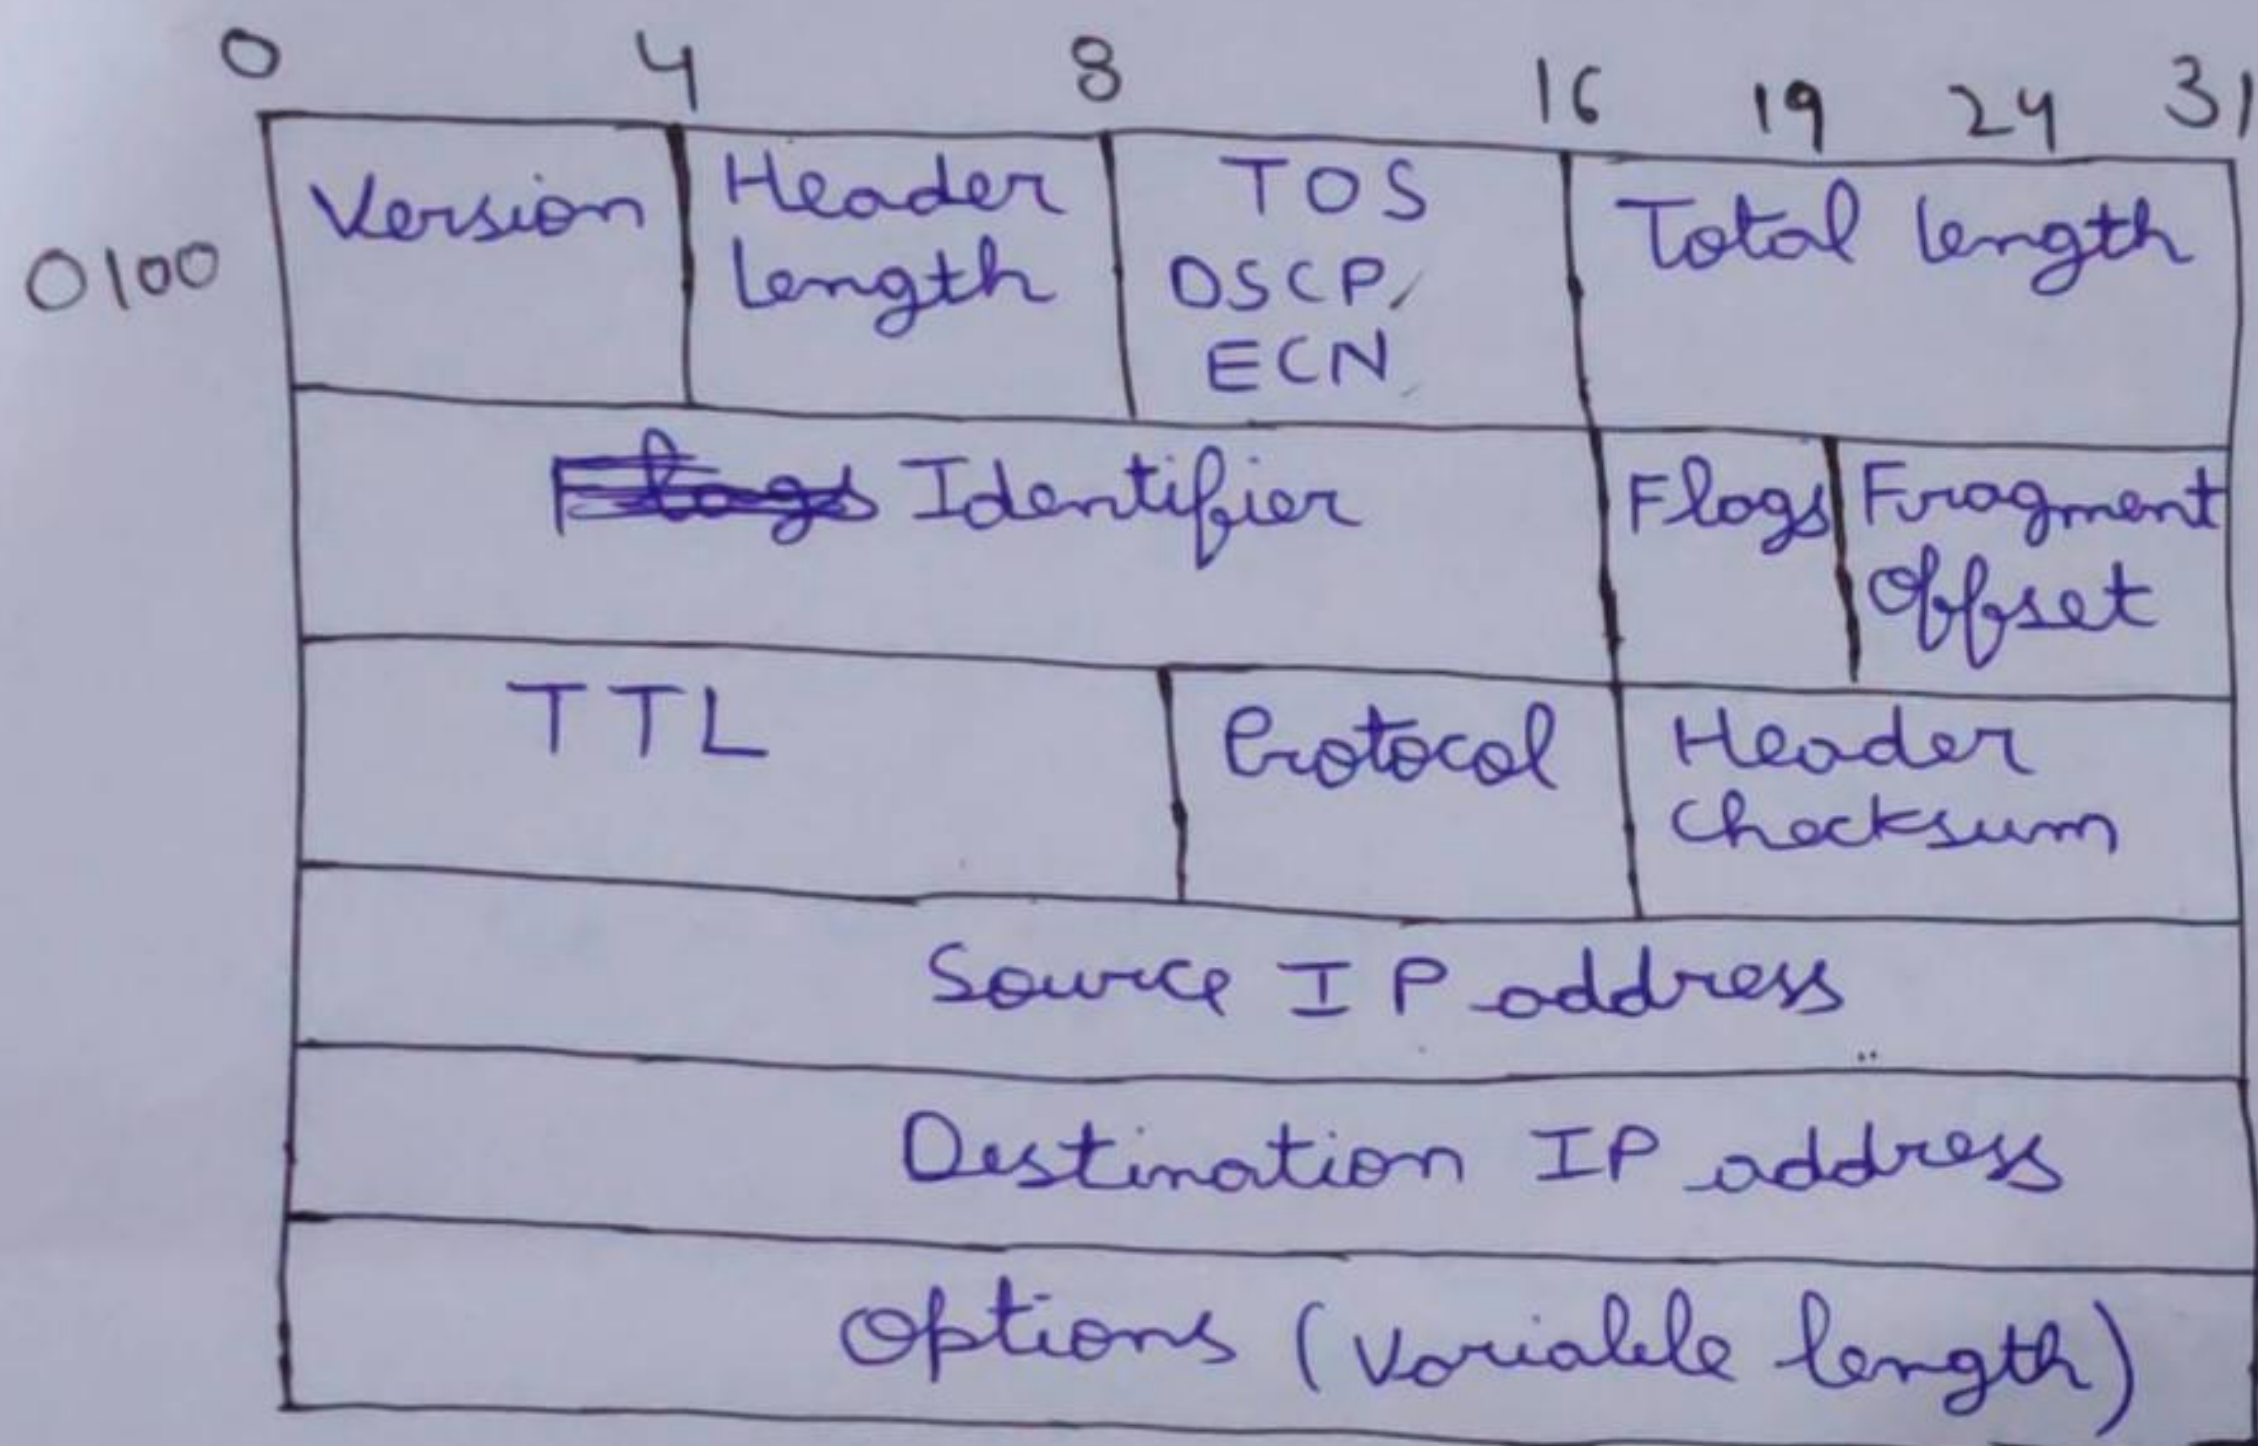 0 4 8 16 19 24 31
0100
Version Header length TOS DSCP, ECN Total length
Flags Identifier Flags Fragment offset
TTL Protocol Header checksum
Source IP address
Destination IP address
Options (variable length)